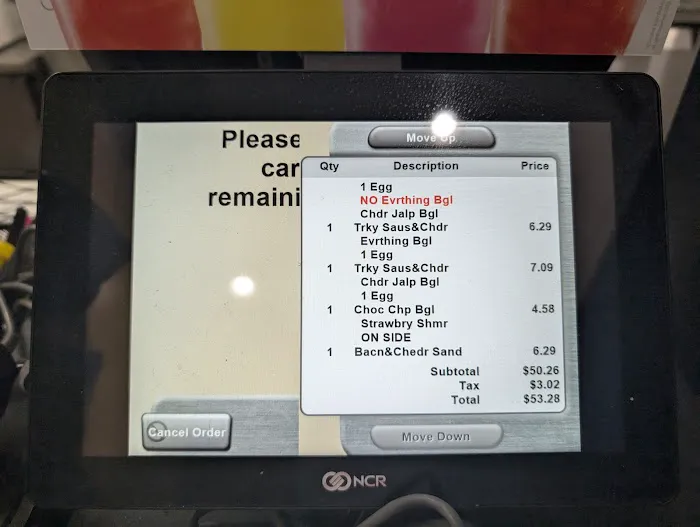 Please
car
remaini
Move Up
Qty Description Price
1 Egg
NO Evrthing Bgl
Chdr Jalp Bgl
1 Trky Saus&Chdr 6.29
Evrthing Bgl
1 Egg
1 Trky Saus&Chdr 7.09
Chdr Jalp Bgl
1 Egg
1 Choc Chp Bgl 4.58
Strawbry Shmr
ON SIDE
1 Bacn&Chedr Sand 6.29
Subtotal $50.26
Tax $3.02
Total $53.28
Cancel Order
Move Down
NCR